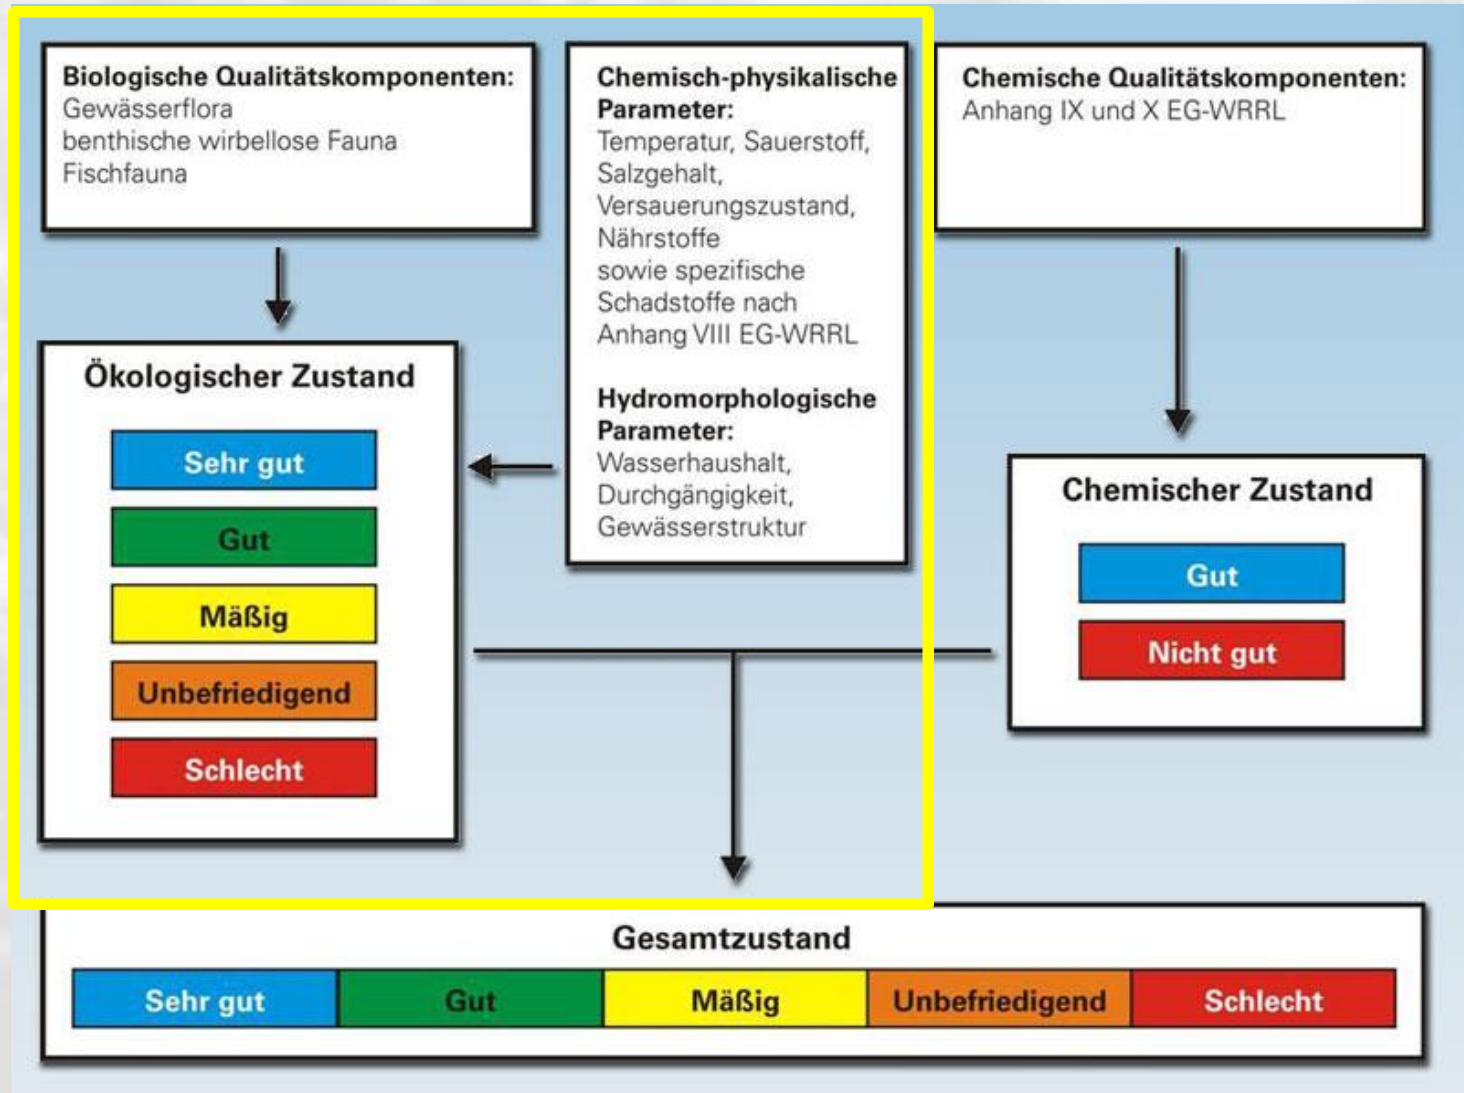 Biologische Qualitätskomponenten:
Gewässerflora
benthische wirbellose Fauna
Fischfauna
Chemisch-physikalische
Parameter:
Temperatur, Sauerstoff,
Salzgehalt,
Versauerungszustand,
Nährstoffe
sowie spezifische
Schadstoffe nach
Anhang VIII EG-WRRL
Hydromorphologische
Parameter:
Wasserhaushalt,
Durchgängigkeit,
Gewässerstruktur
Chemische Qualitätskomponenten:
Anhang IX und X EG-WRRL
Ökologischer Zustand
Sehr gut
Gut
Mäßig
Unbefriedigend
Schlecht
Chemischer Zustand
Gut
Nicht gut
Gesamtzustand
Sehr gut
Gut
Mäßig
Unbefriedigend
Schlecht